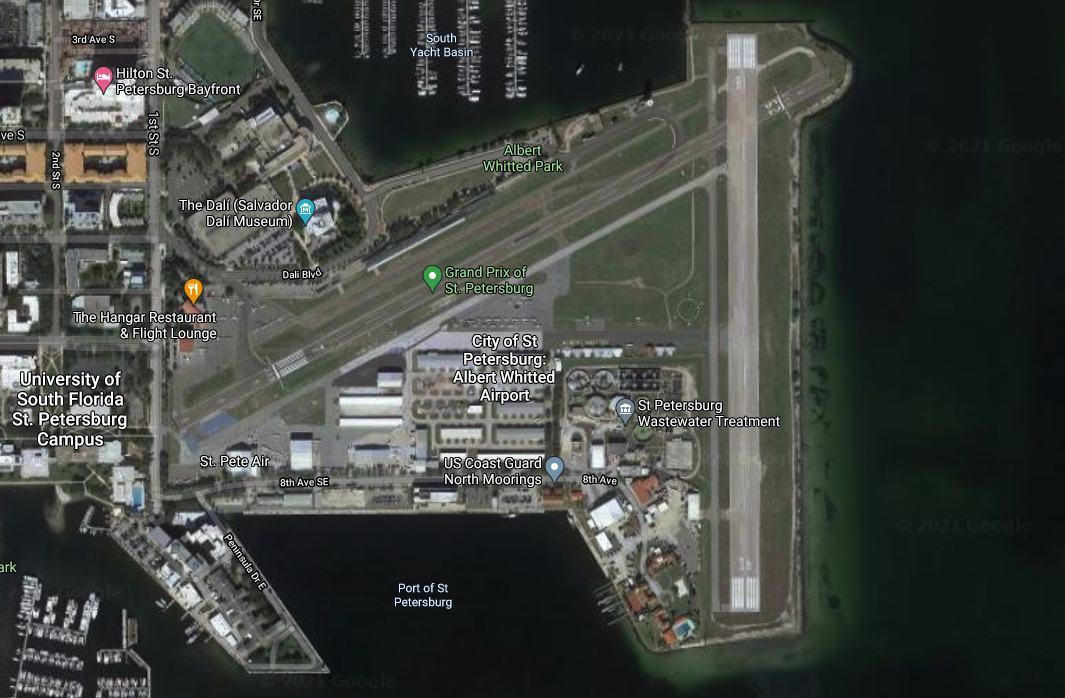 Dr SE
3rd Ave S
South
Yacht Basin
© 2021 Google
Hilton St.
Petersburg Bayfront
1st St S
ve S
2nd St S
Albert
Whitted Park
© 2021 Google
The Dalí (Salvador
Dalí Museum)
Dali Blvd
Grand Prix of
St. Petersburg
The Hangar Restaurant
& Flight Lounge
City of St
Petersburg:
Albert Whitted
Airport
University of
South Florida
St. Petersburg
Campus
St Petersburg
Wastewater Treatment
St. Pete Air
US Coast Guard
North Moorings
8th Ave SE
8th Ave
© 2021 Google
Peninsula Dr E
ark
Port of St
Petersburg
© 2021 Google